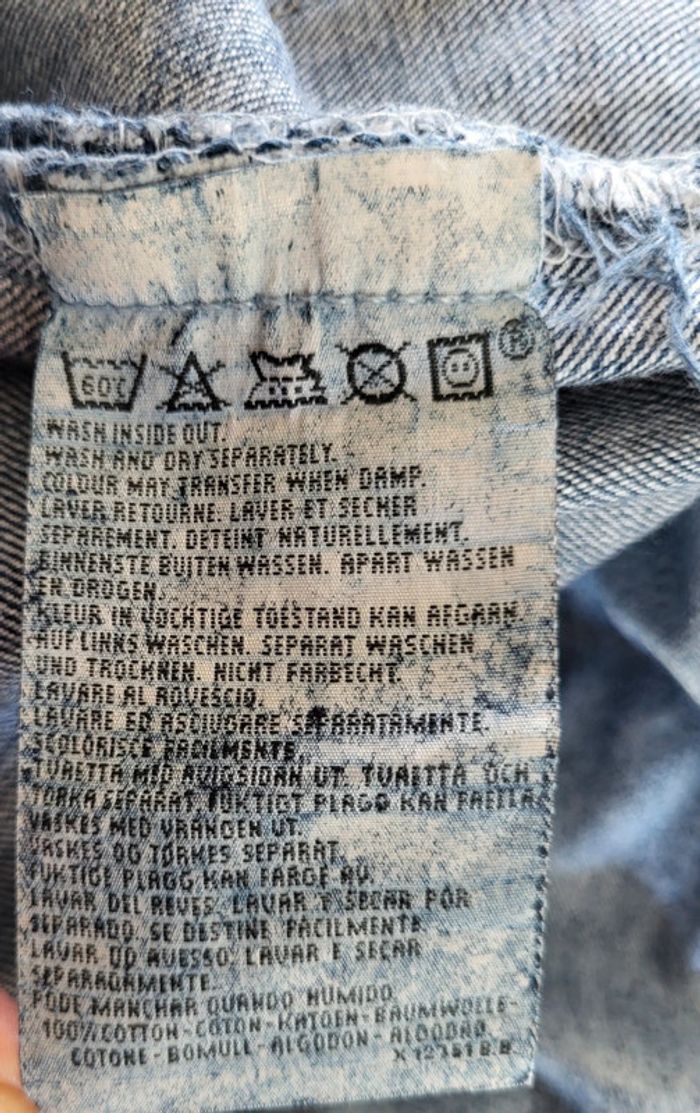 60C
®
WASH INSIDE OUT.
WASH AND DRY SEPARATELY.
COLOUR MAY TRANSFER WHEN DAMP.
LAVER RETOURNE. LAVER ET SECHER
SEPAREMENT. DETEINT NATURELLEMENT.
BINNENSTE BUITEN WASSEN. APART WASSEN
EN DROGEN.
KLEUR IN VOCHTIGE TOESTAND KAN AFGAAN.
AUF LINKS WASCHEN. SEPARAT WASCHEN
UND TROCKNEN. NICHT FARBECHT.
LAVARE AL ROVESCIO.
LAVARE ED ASCIUGARE SEPARATAMENTE.
SCOLORISCE FACILMENTE.
TVAETTA MED AVIGSIDAN UT. TVAETTA OCH
TORKA SEPARAT. FUKTIGT PLAGG KAN FAELLA.
VASKES MED VRANGEN UT.
VASKES OG TORKES SEPARAT.
FUKTIGE PLAGG KAN FARGE AV.
LAVAR DEL REVES. LAVAR Y SECAR POR
SEPARADO. SE DESTINE FACILMENTE.
LAVAR DO AVESSO. LAVAR E SECAR
SEPARADAMENTE.
PODE MANCHAR QUANDO HUMIDO.
100% COTTON-COTON-KATOEN-BAUMWOLLE-
COTONE-BOMULL-ALGODON-ALGODAO